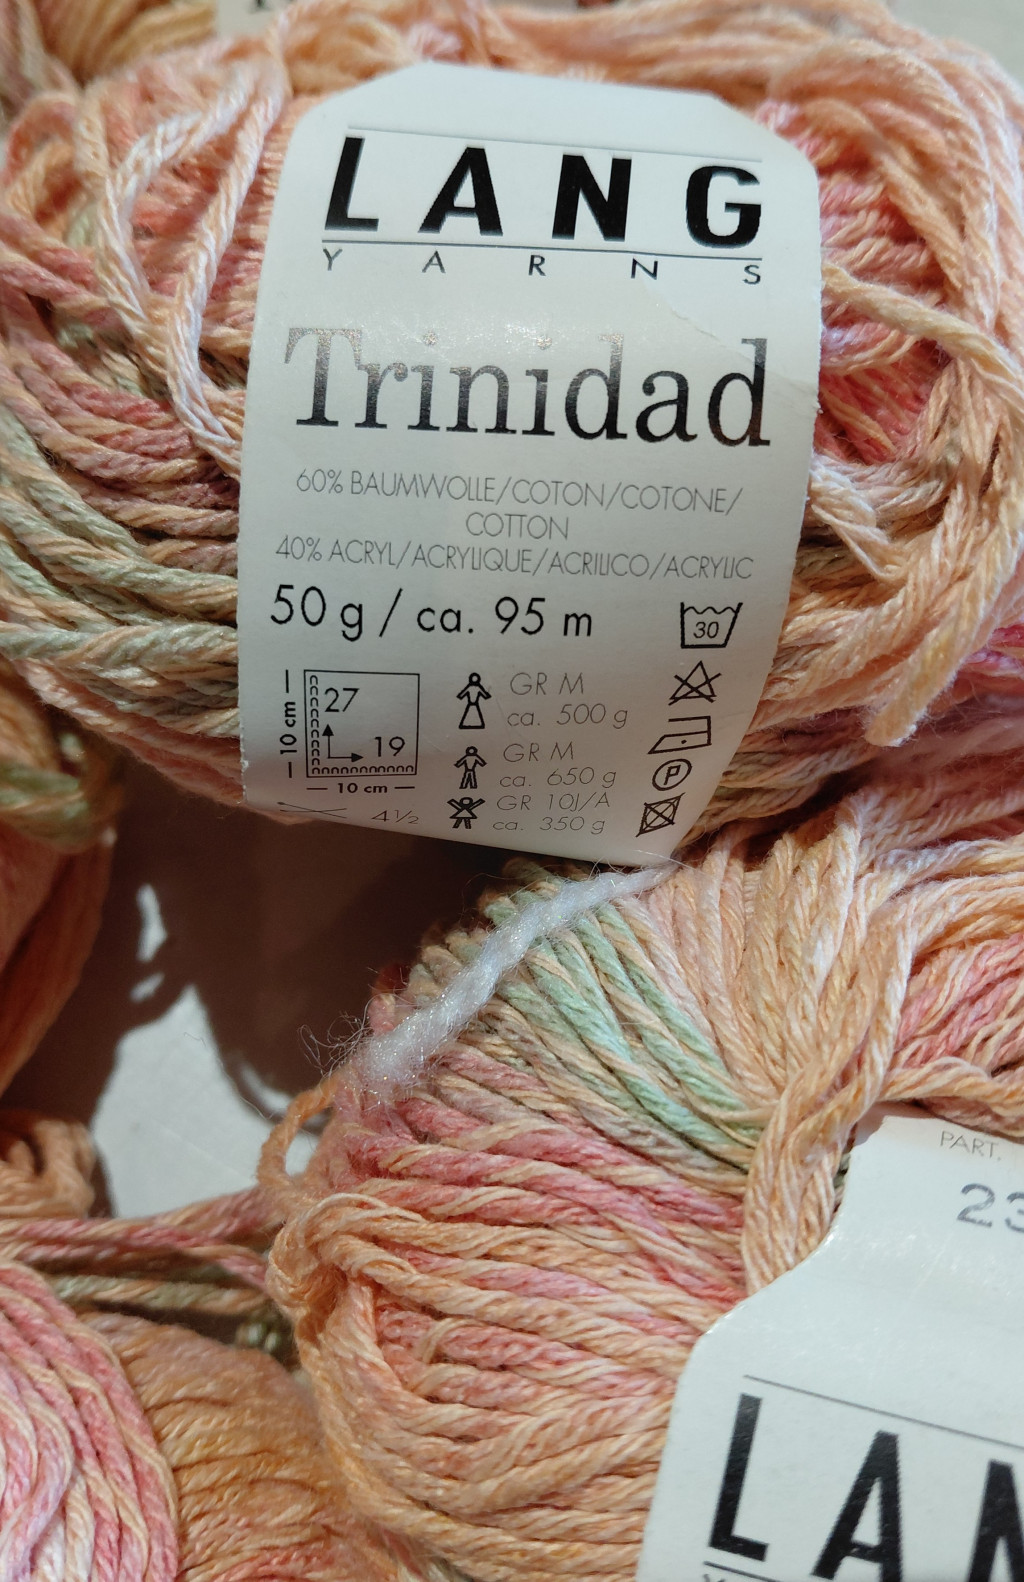 LANG
YARNS
Trinidad
60% BAUMWOLLE/COTON/COTONE/
COTTON
40% ACRYL/ACRYLIQUE/ACRILICO/ACRYLIC
50 g / ca. 95 m
30
10 cm
27
19
10 cm
4½
GR M
ca. 500 g
GR M
ca. 650 g
GR 10J/A
ca. 350 g
P
PART.
23
LAN